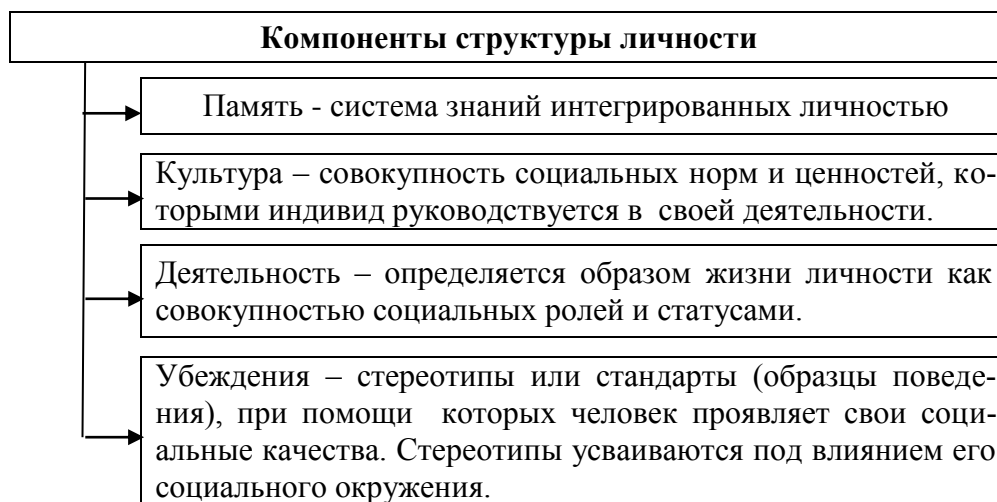 Компоненты структуры личности
Память - система знаний интегрированных личностью
Культура – совокупность социальных норм и ценностей, ко-
торыми индивид руководствуется в своей деятельности.
Деятельность – определяется образом жизни личности как
совокупностью социальных ролей и статусами.
Убеждения – стереотипы или стандарты (образцы поведе-
ния), при помощи которых человек проявляет свои соци-
альные качества. Стереотипы усваиваются под влиянием его
социального окружения.